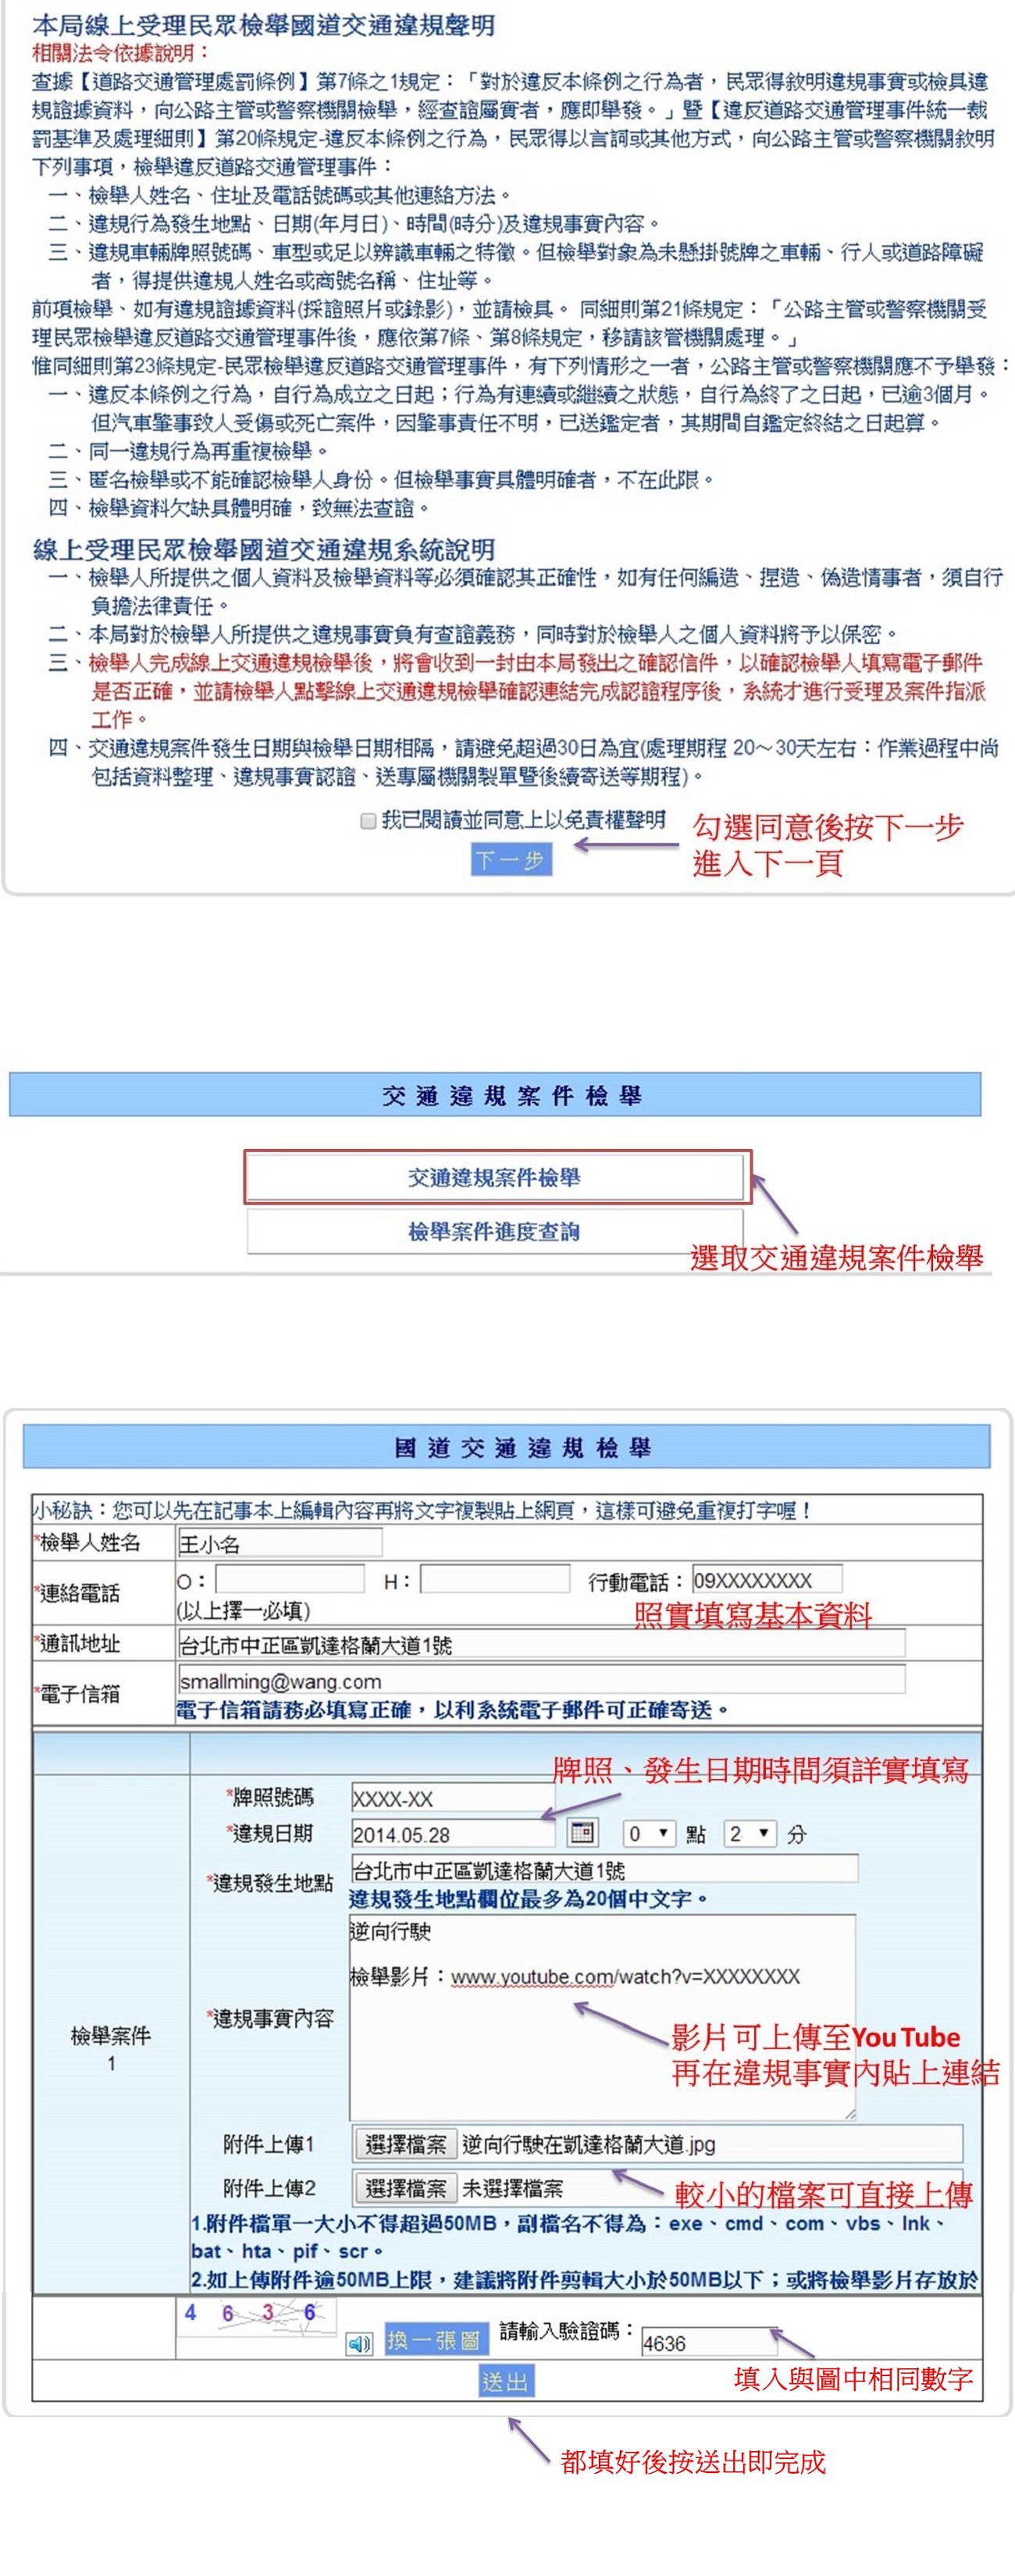 本局線上受理民眾檢舉國道交通違規聲明
相關法令依據說明：
查據【道路交通管理處罰條例】第7條之1規定：「對於違反本條例之行為者，民眾得敘明違規事實或檢具違
規證據資料，向公路主管或警察機關檢舉，經查證屬實者，應即舉發。」暨【違反道路交通管理事件統一裁
罰基準及處理細則】第20條規定-違反本條例之行為，民眾得以言詞或其他方式，向公路主管或警察機關敘明
下列事項，檢舉違反道路交通管理事件：
一、檢舉人姓名、住址及電話號碼或其他連絡方法。
二、違規行為發生地點、日期(年月日)、時間(時分)及違規事實內容。
三、違規車輛牌照號碼、車型或足以辨識車輛之特徵。但檢舉對象為未懸掛號牌之車輛、行人或道路障礙
者，得提供違規人姓名或商號名稱、住址等。
前項檢舉、如有違規證據資料(採證照片或錄影)，並請檢具。 同細則第21條規定：「公路主管或警察機關受
理民眾檢舉違反道路交通管理事件後，應依第7條、第8條規定，移請該管機關處理。」
惟同細則第23條規定-民眾檢舉違反道路交通管理事件，有下列情形之一者，公路主管或警察機關應不予舉發：
一、違反本條例之行為，自行為成立之日起；行為有連續或繼續之狀態，自行為終了之日起，已逾3個月。
但汽車肇事致人受傷或死亡案件，因肇事責任不明，已送鑑定者，其期間自鑑定終結之日起算。
二、同一違規行為再重複檢舉。
三、匿名檢舉或不能確認檢舉人身份。但檢舉事實具體明確者，不在此限。
四、檢舉資料欠缺具體明確，致無法查證。
線上受理民眾檢舉國道交通違規系統說明
一、檢舉人所提供之個人資料及檢舉資料等必須確認其正確性，如有任何編造、捏造、偽造情事者，須自行
負擔法律責任。
二、本局對於檢舉人所提供之違規事實負有查證義務，同時對於檢舉人之個人資料將予以保密。
三、檢舉人完成線上交通違規檢舉後，將會收到一封由本局發出之確認信件，以確認檢舉人填寫電子郵件
是否正確，並請檢舉人點擊線上交通違規檢舉確認連結完成認證程序後，系統才進行受理及案件指派
工作。
四、交通違規案件發生日期與檢舉日期相隔，請避免超過30日為宜(處理期程 20～30天左右：作業過程中尚
包括資料整理、違規事實認證、送專屬機關製單暨後續寄送等期程)。
我已閱讀並同意上以免責權聲明
勾選同意後按下一步
下一步
進入下一頁
交通違規案件檢舉
交通違規案件檢舉
檢舉案件進度查詢
選取交通違規案件檢舉
國道交通違規檢舉
小秘訣：您可以先在記事本上編輯內容再將文字複製貼上網頁，這樣可避免重複打字喔！
*檢舉人姓名 王小名
*連絡電話 O： H： 行動電話：09XXXXXXXX
(以上擇一必填) 照實填寫基本資料
*通訊地址 台北市中正區凱達格蘭大道1號
*電子信箱 smallming@wang.com
電子信箱請務必填寫正確，以利系統電子郵件可正確寄送。
牌照、發生日期時間須詳實填寫
*牌照號碼 XXXX-XX
*違規日期 2014.05.28 0 點 2 分
*違規發生地點 台北市中正區凱達格蘭大道1號
違規發生地點欄位最多為20個中文字。
逆向行駛
檢舉影片：www.youtube.com/watch?v=XXXXXXXX
*違規事實內容
檢舉案件
1
影片可上傳至YouTube
再在違規事實內貼上連結
附件上傳1 選擇檔案 逆向行駛在凱達格蘭大道.jpg
附件上傳2 選擇檔案 未選擇檔案
較小的檔案可直接上傳
1.附件檔單一大小不得超過50MB，副檔名不得為：exe、cmd、com、vbs、lnk、
bat、hta、pif、scr。
2.如上傳附件逾50MB上限，建議將附件剪輯大小於50MB以下；或將檢舉影片存放於
4 6 3 6
換一張圖 請輸入驗證碼：4636
填入與圖中相同數字
送出
都填好後按送出即完成